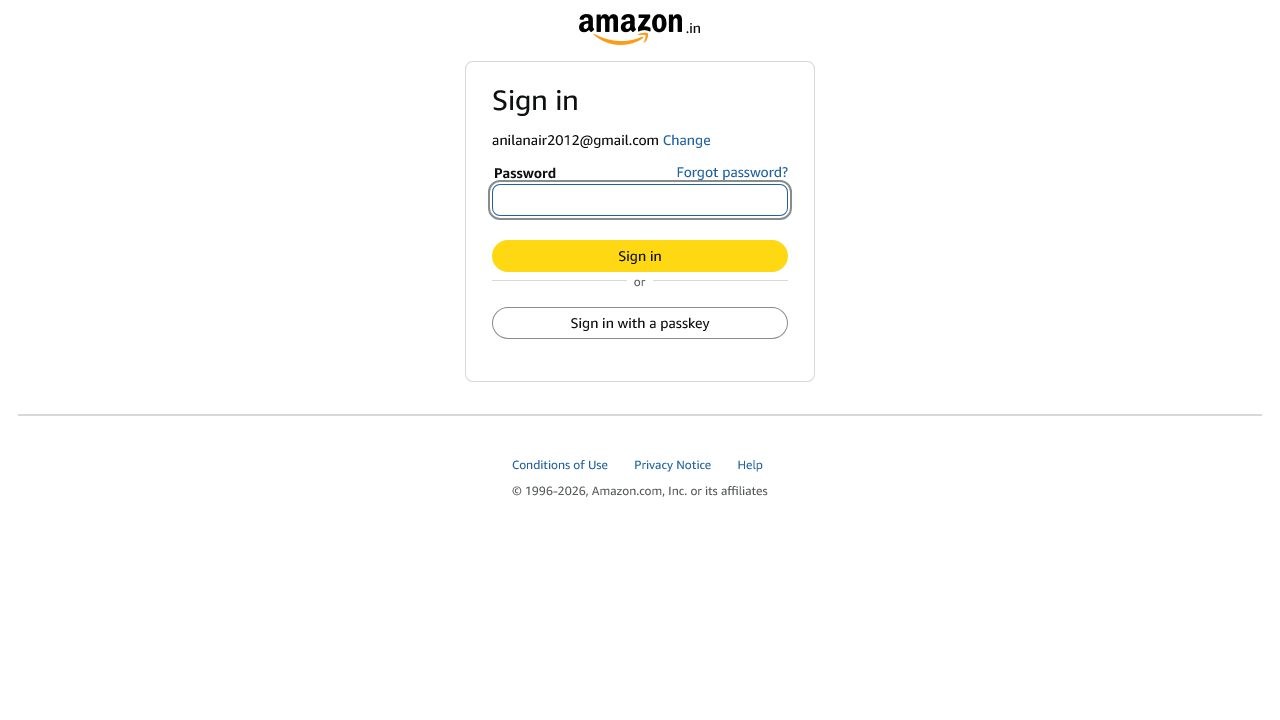 amazon.in
Sign in
anilanair2012@gmail.com Change
Password Forgot password?
Sign in
or
Sign in with a passkey
Conditions of Use Privacy Notice Help
© 1996-2026, Amazon.com, Inc. or its affiliates